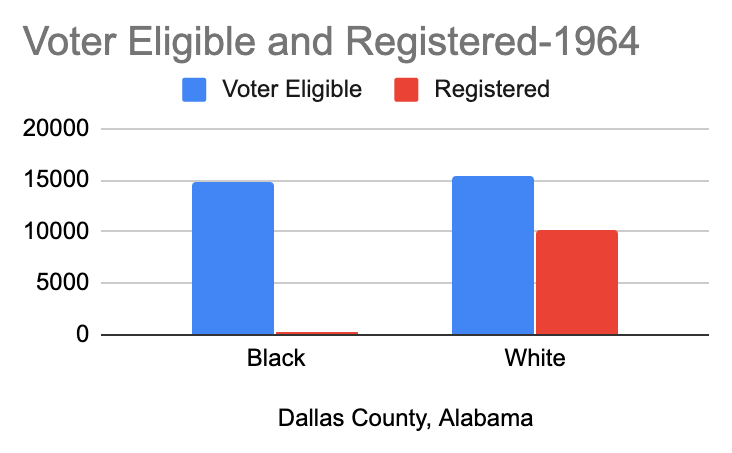 Voter Eligible and Registered-1964
Voter Eligible Registered
20000
15000
10000
5000
0
Black White
Dallas County, Alabama